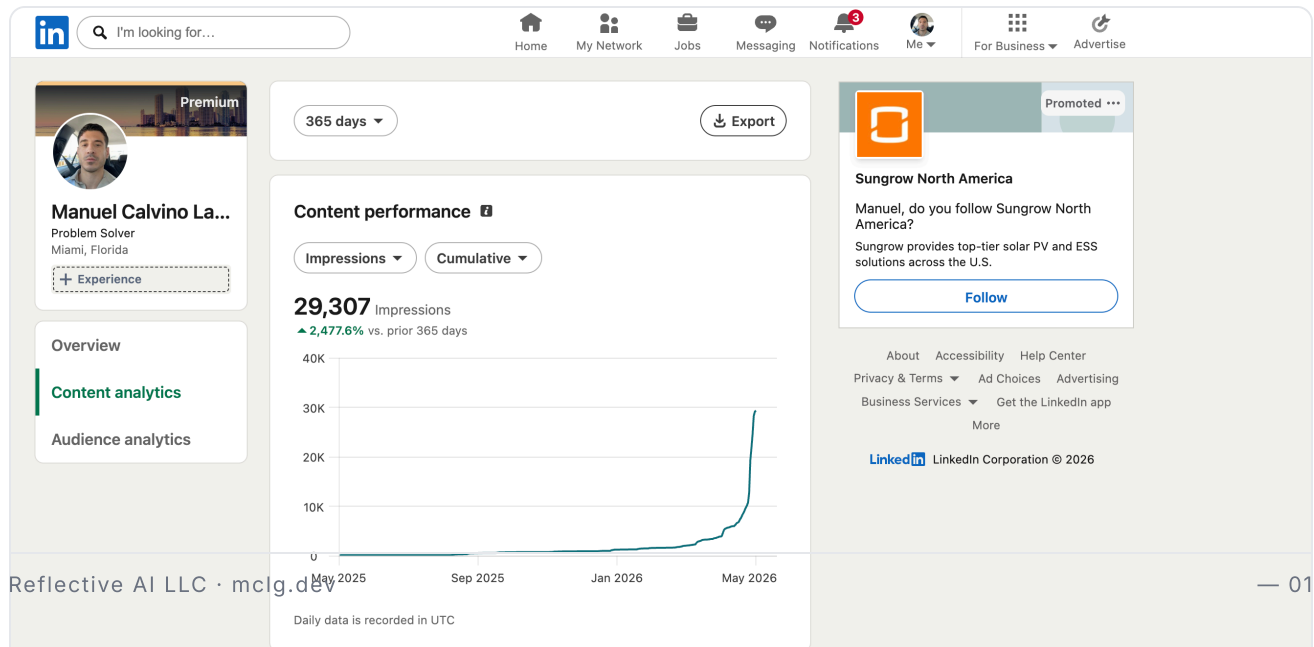 in
I'm looking for…
Home
My Network
Jobs
Messaging
3
Notifications
Me
For Business
Advertise
Premium
Manuel Calvino La...
Problem Solver
Miami, Florida
+ Experience
Overview
Content analytics
Audience analytics
365 days
Export
Content performance
Impressions
Cumulative
29,307 Impressions
2,477.6% vs. prior 365 days
40K
30K
20K
10K
0
May 2025
Sep 2025
Jan 2026
May 2026
Daily data is recorded in UTC
Promoted
Sungrow North America
Manuel, do you follow Sungrow North
America?
Sungrow provides top-tier solar PV and ESS
solutions across the U.S.
Follow
About Accessibility Help Center
Privacy & Terms Ad Choices Advertising
Business Services Get the LinkedIn app
More
LinkedIn LinkedIn Corporation © 2026
Reflective AI LLC · mclg.dev
— 01